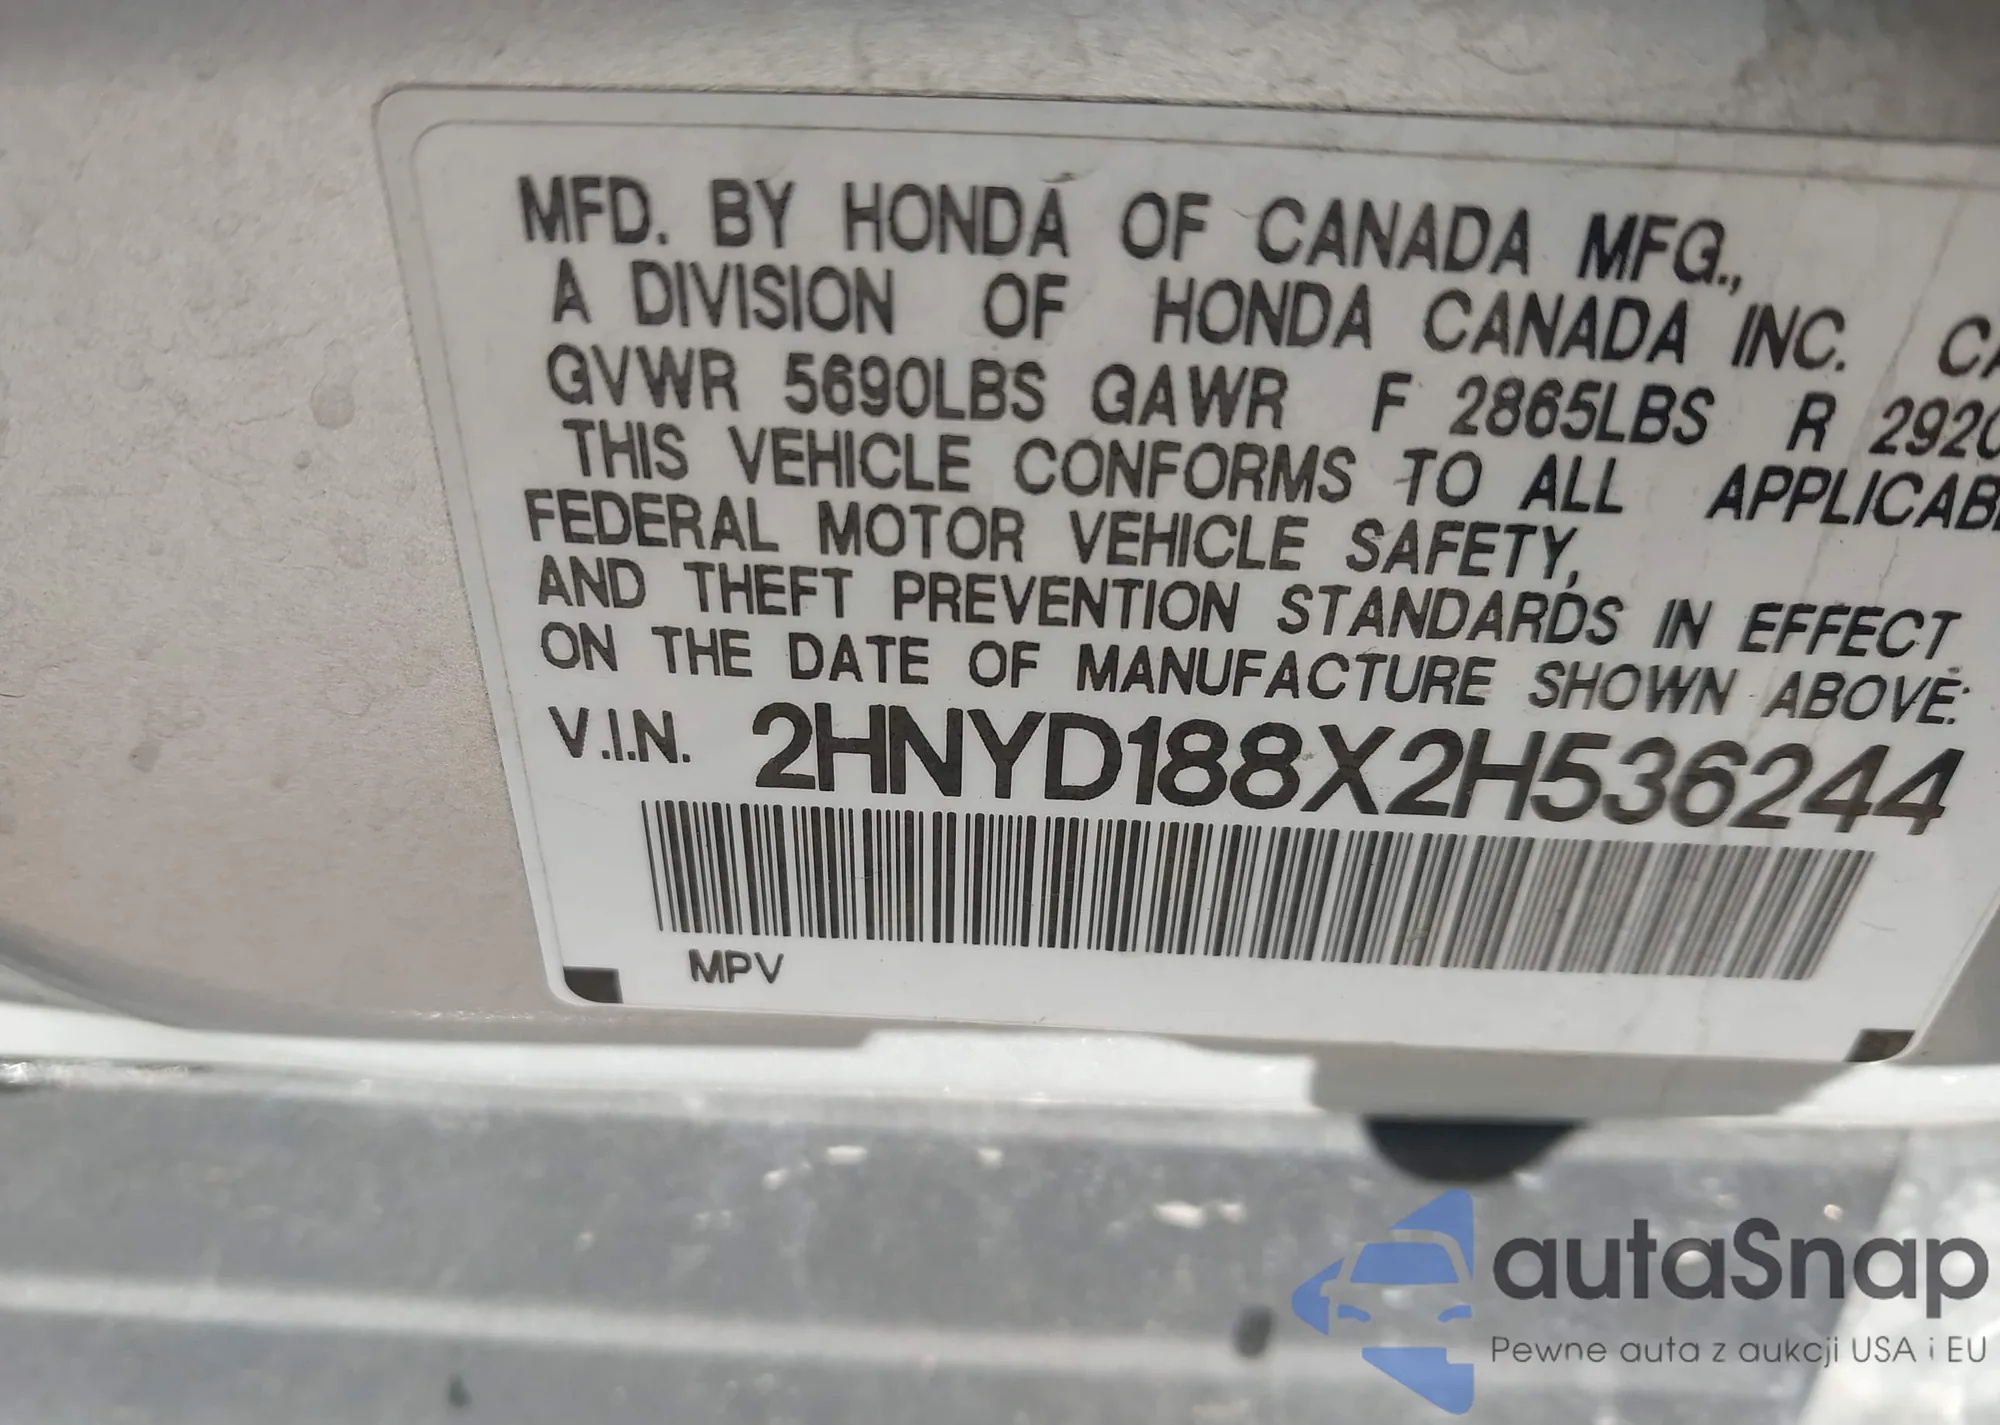 MFD. BY HONDA OF CANADA MFG.,
A DIVISION OF HONDA CANADA INC.
GVWR 5690LBS GAWR F 2865LBS R
THIS VEHICLE CONFORMS TO ALL
FEDERAL MOTOR VEHICLE SAFETY,
AND THEFT PREVENTION STANDARDS IN EFFECT
ON THE DATE OF MANUFACTURE SHOWN ABOVE:
V.I.N. 2HNYD188X2H536244
MPV
autaSnap
Pewne auta z aukcji USA i EU